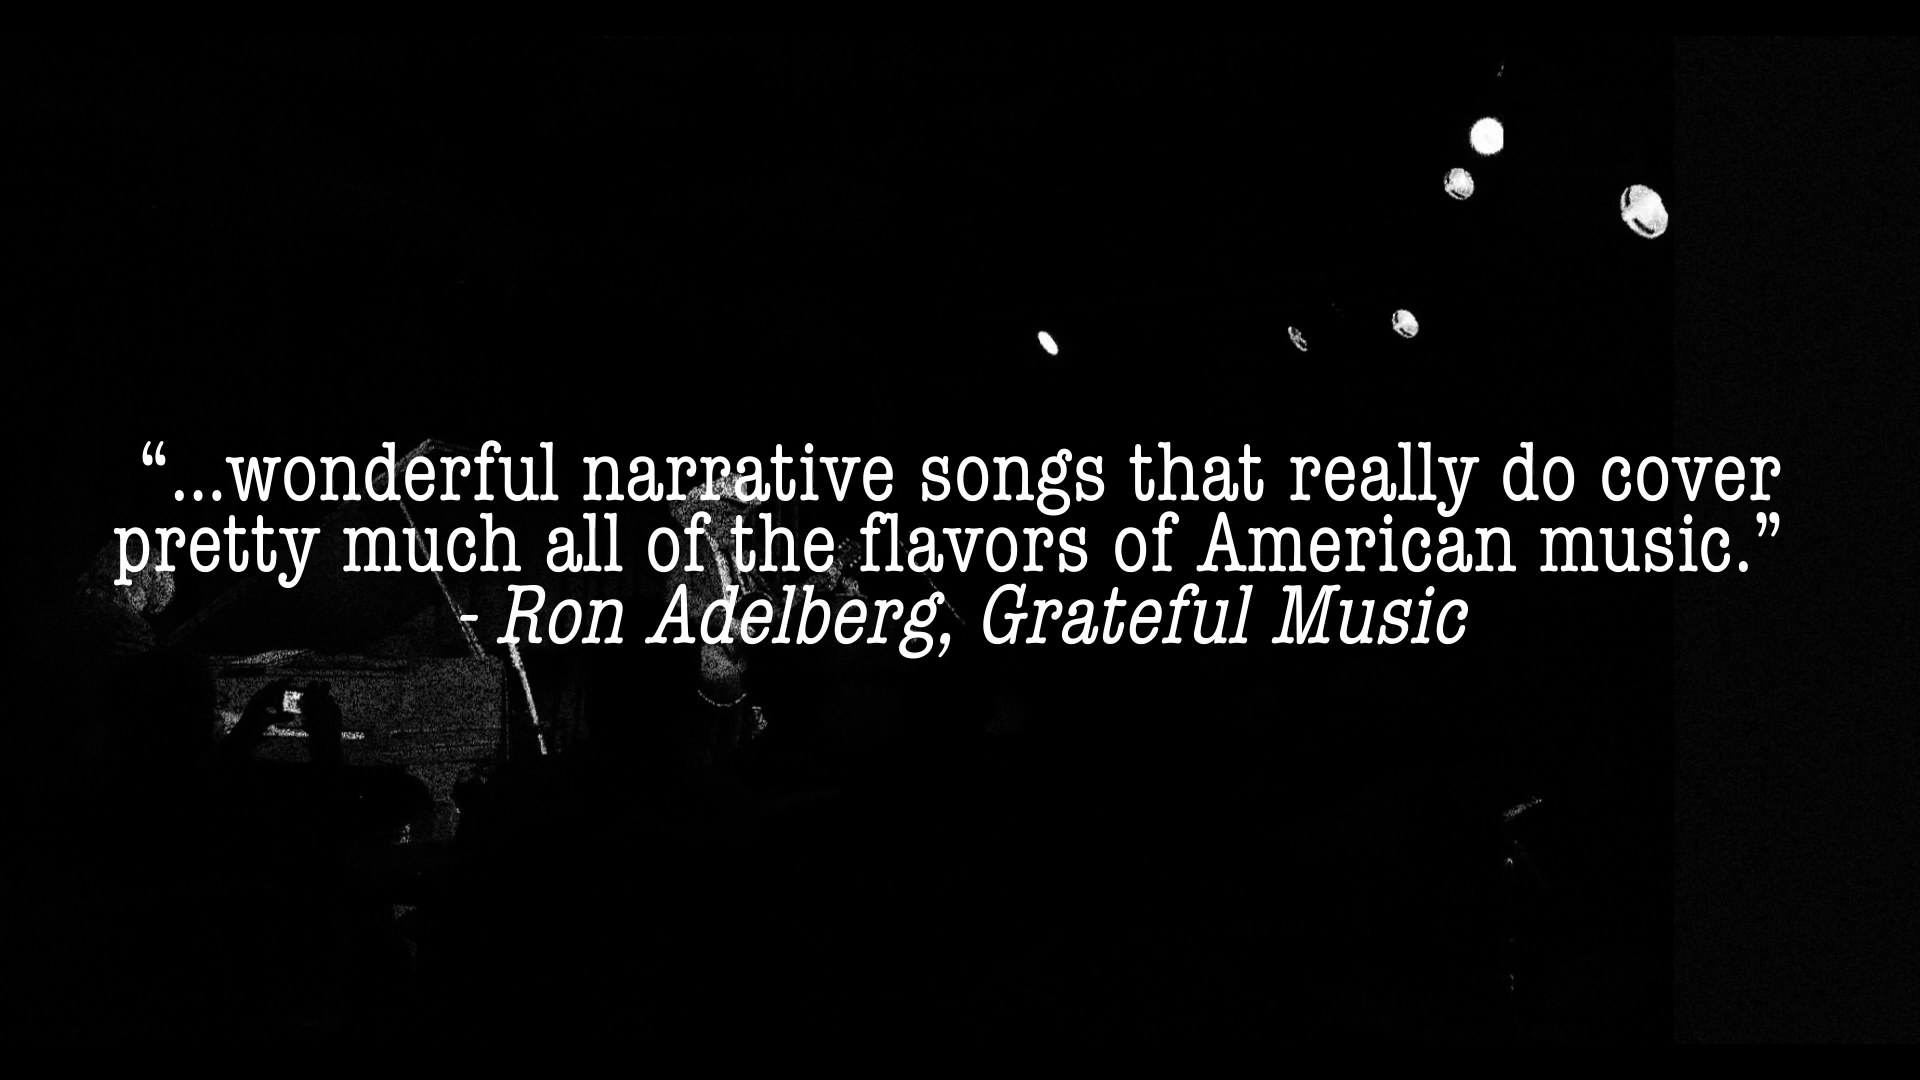 “...wonderful narrative songs that really do cover
pretty much all of the flavors of American music.”
- Ron Adelberg, Grateful Music